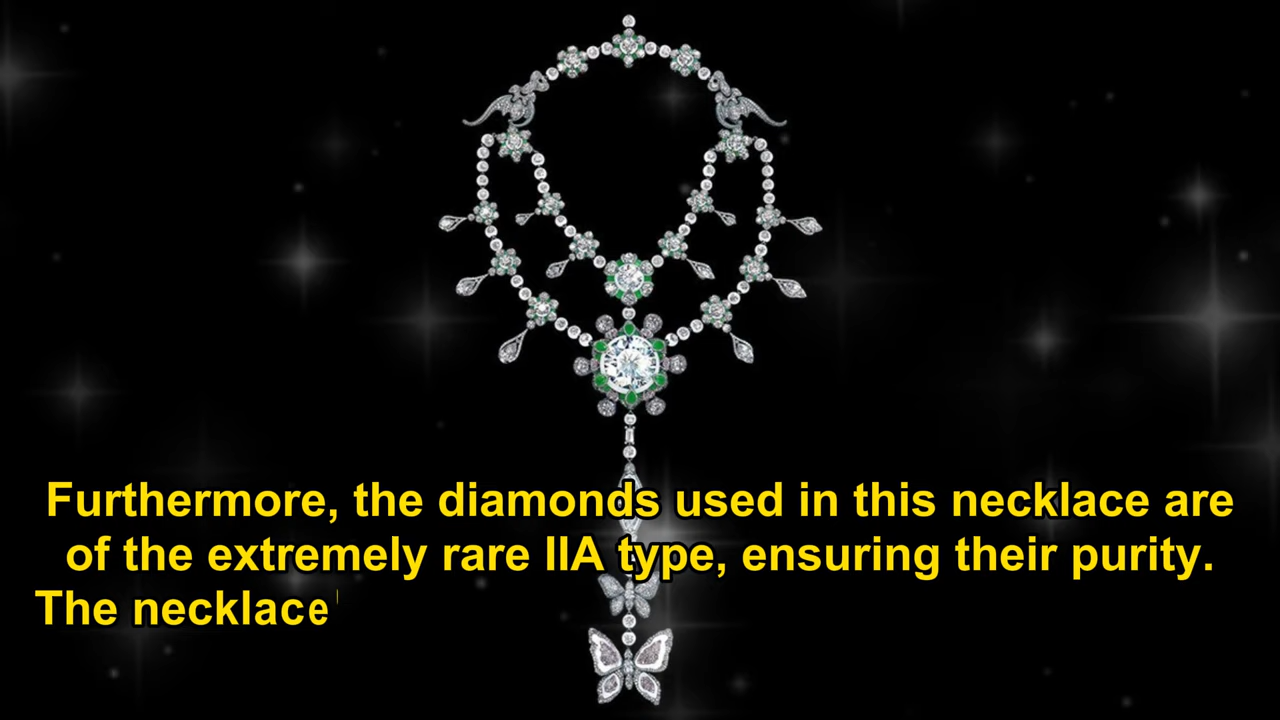 Furthermore, the diamonds used in this necklace are
of the extremely rare IIA type, ensuring their purity.
The necklace